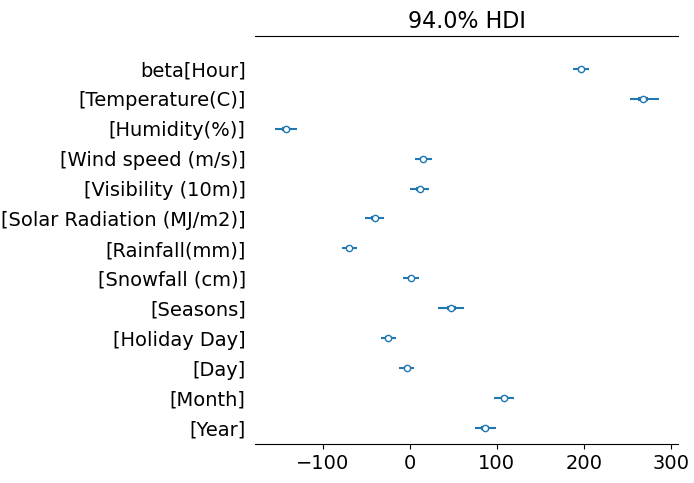 94.0% HDI
beta[Hour]
[Temperature(C)]
[Humidity(%)]
[Wind speed (m/s)]
[Visibility (10m)]
[Solar Radiation (MJ/m2)]
[Rainfall(mm)]
[Snowfall (cm)]
[Seasons]
[Holiday Day]
[Day]
[Month]
[Year]
−100 0 100 200 300